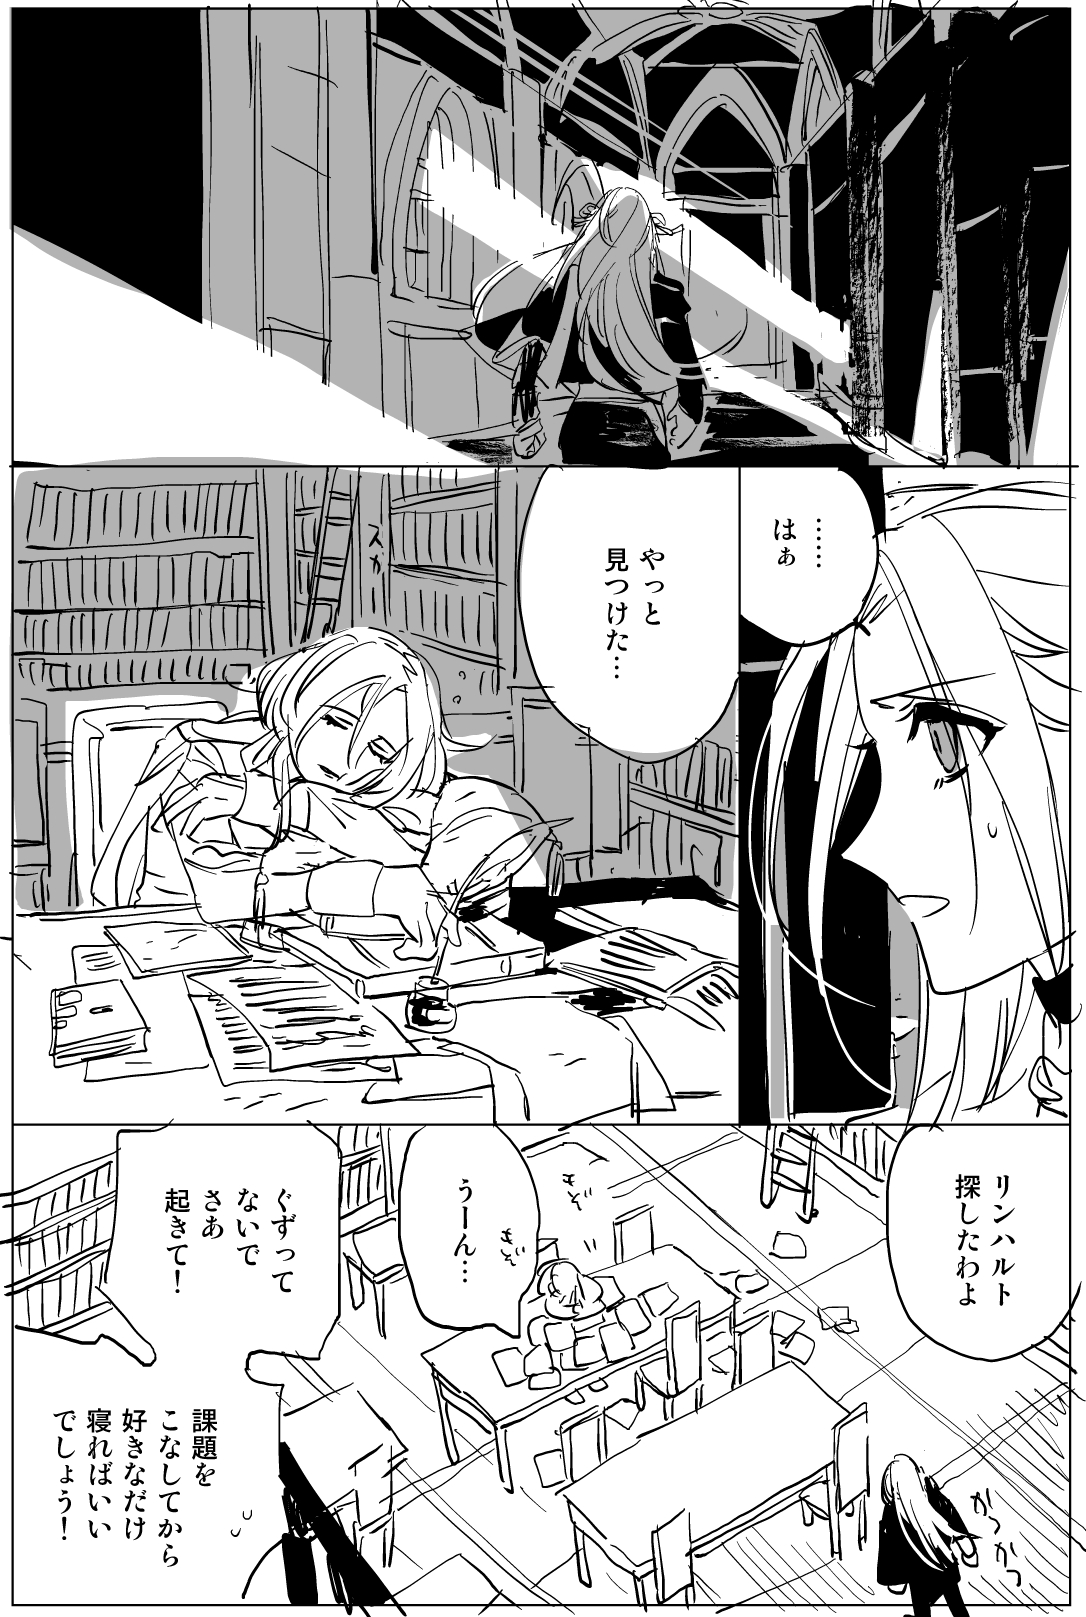 ……
はぁ
やっと
見つけた…
スカ
リンハルト
探したわよ
かつかつ
うーん…
もぞ
もぞ
ぐずって
ないで
さあ
起きて！
課題を
こなしてから
好きなだけ
寝ればいい
でしょう！